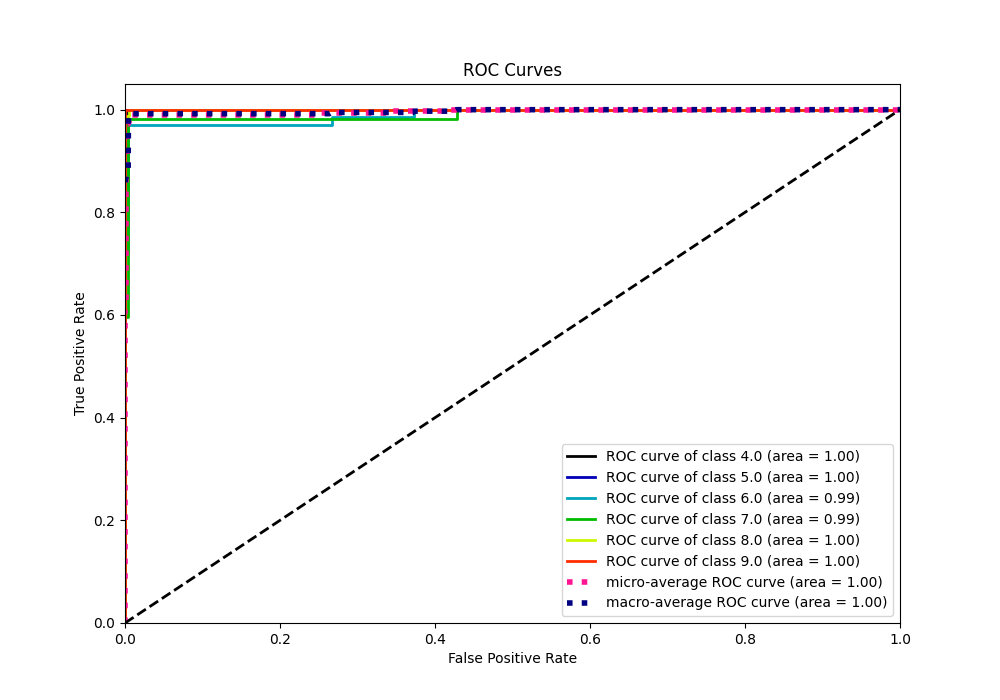 ROC Curves
True Positive Rate
1.0
0.8
0.6
0.4
0.2
0.0
0.0 0.2 0.4 0.6 0.8 1.0
False Positive Rate
ROC curve of class 4.0 (area = 1.00)
ROC curve of class 5.0 (area = 1.00)
ROC curve of class 6.0 (area = 0.99)
ROC curve of class 7.0 (area = 0.99)
ROC curve of class 8.0 (area = 1.00)
ROC curve of class 9.0 (area = 1.00)
micro-average ROC curve (area = 1.00)
macro-average ROC curve (area = 1.00)